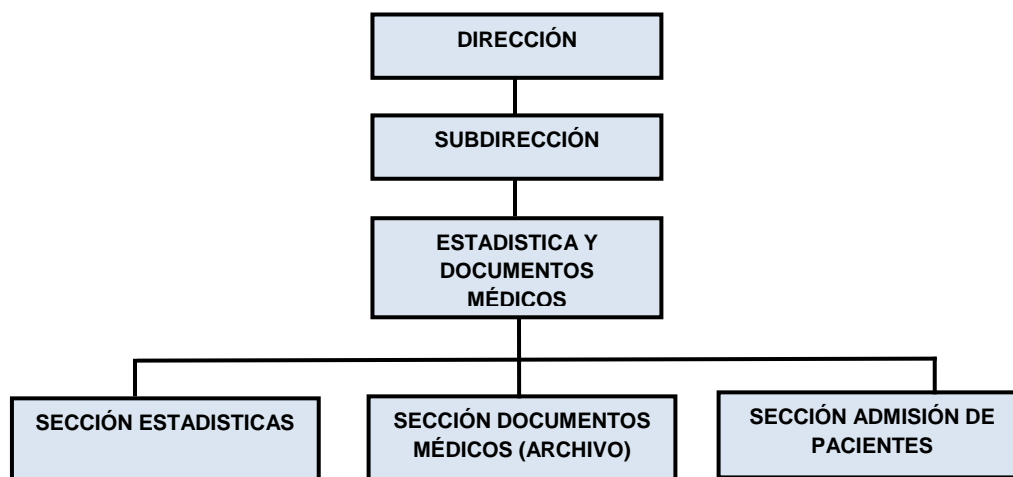 DIRECCIÓN
SUBDIRECCIÓN
ESTADISTICA Y
DOCUMENTOS
MÉDICOS
SECCIÓN ESTADISTICAS
SECCIÓN DOCUMENTOS
MÉDICOS (ARCHIVO)
SECCIÓN ADMISIÓN DE
PACIENTES